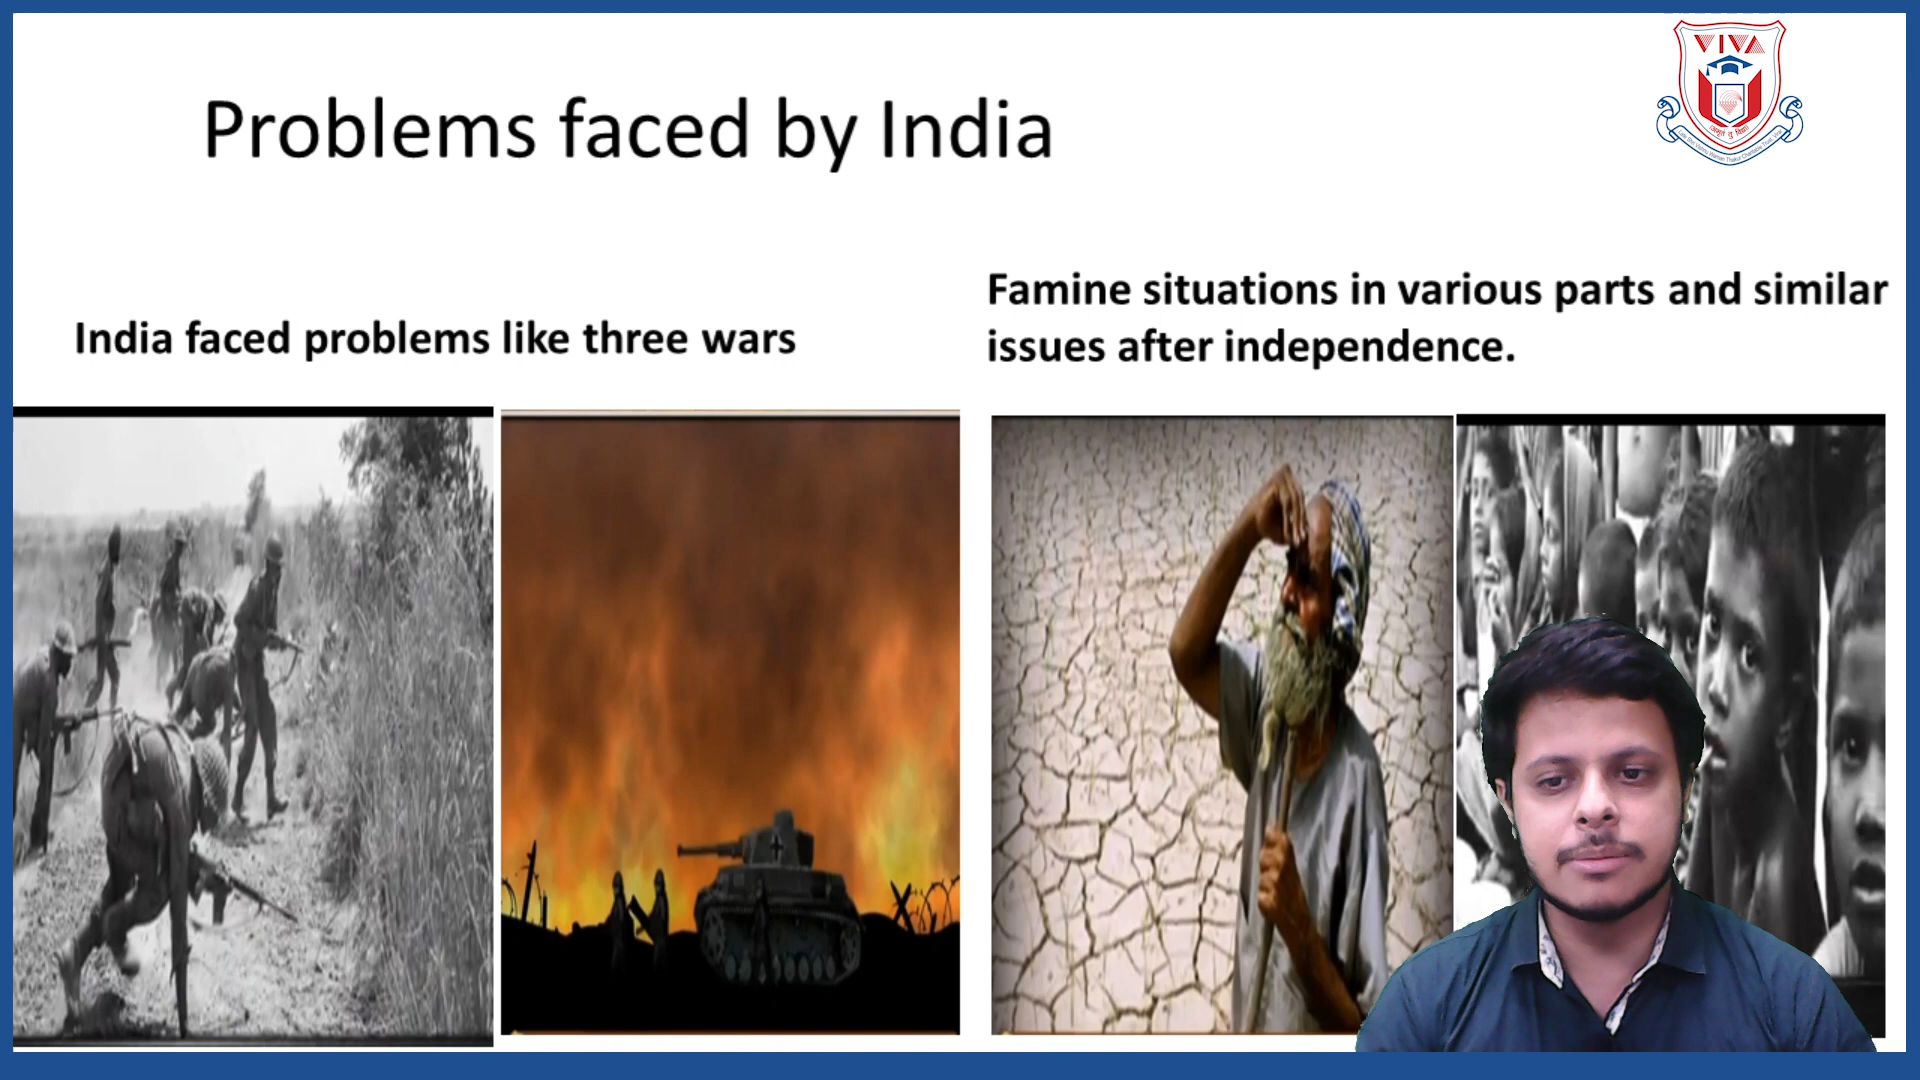 VIVA
Problems faced by India
India faced problems like three wars
Famine situations in various parts and similar
issues after independence.